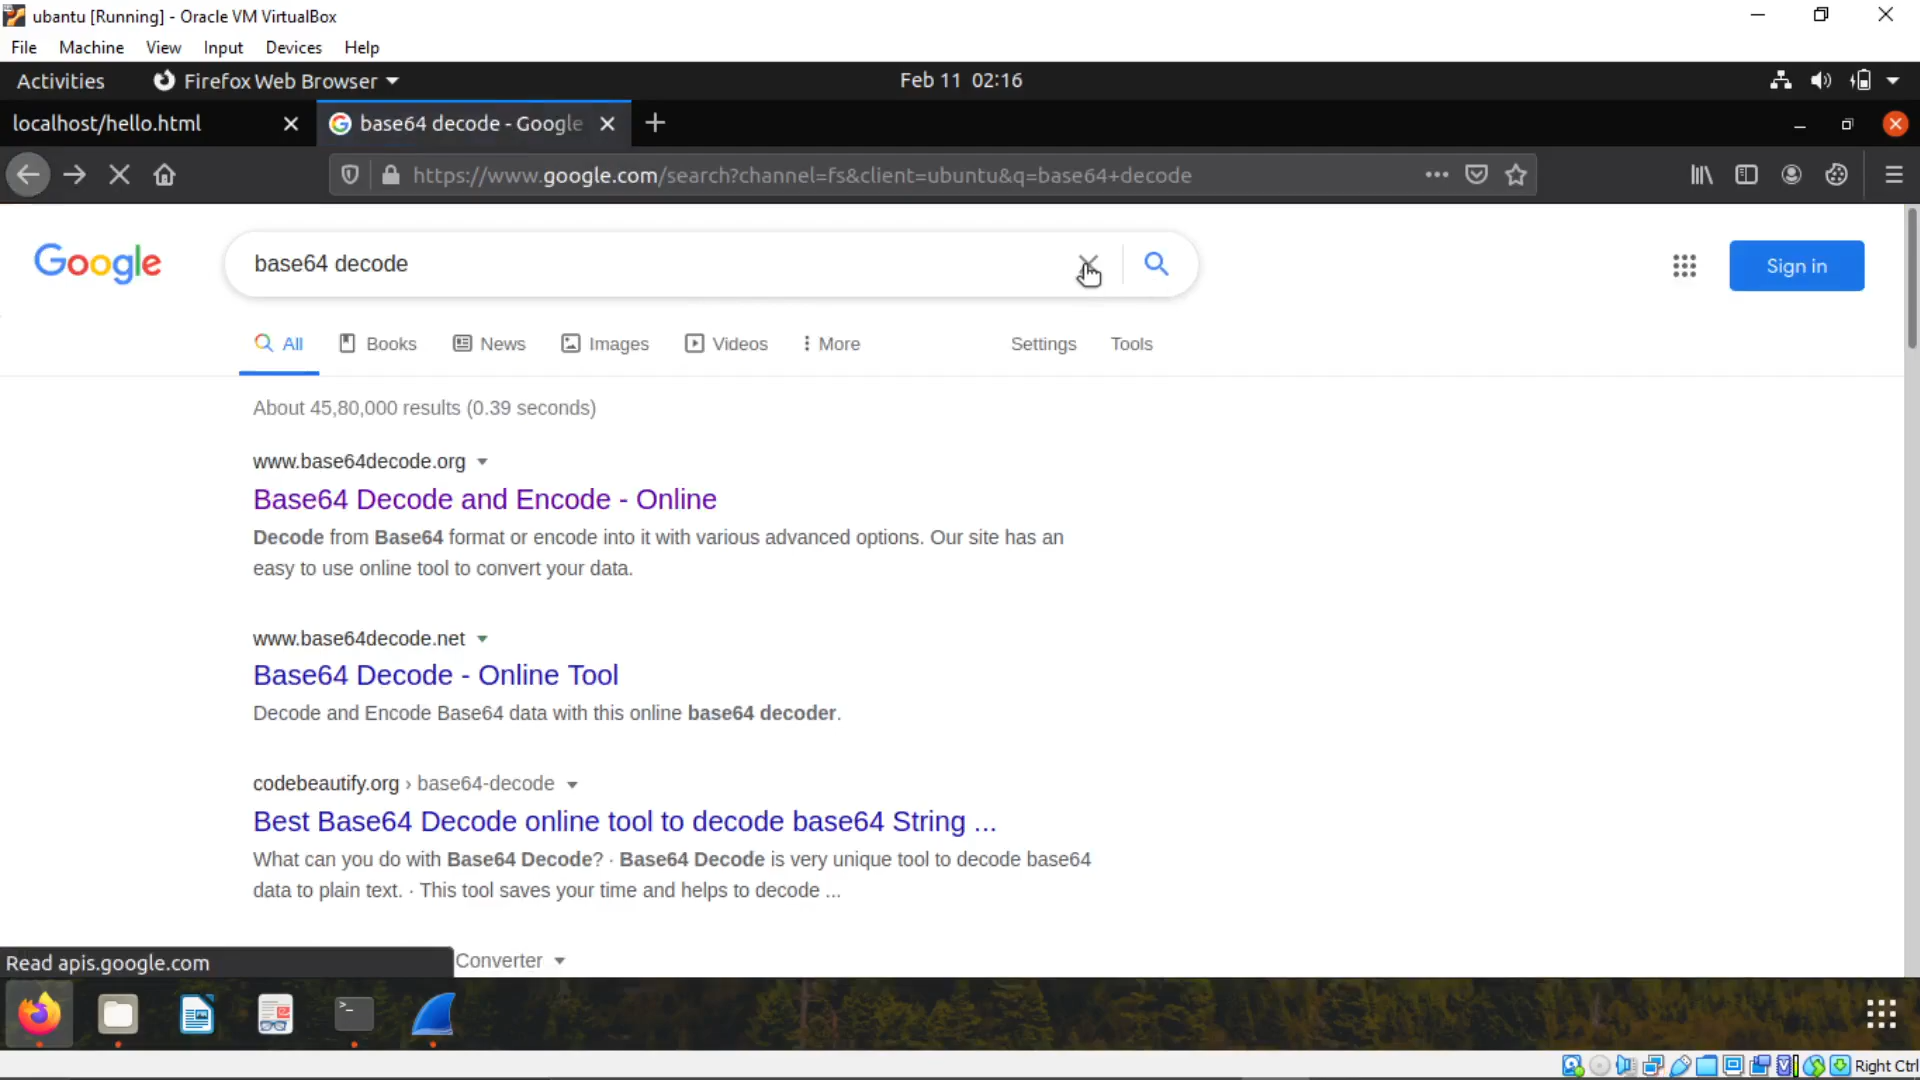 ubantu [Running] - Oracle VM VirtualBox
File Machine View Input Devices Help
Activities Firefox Web Browser Feb 11 02:16
localhost/hello.html base64 decode - Google
https://www.google.com/search?channel=fs&client=ubuntu&q=base64+decode
Google base64 decode Sign in
All Books News Images Videos More Settings Tools
About 45,80,000 results (0.39 seconds)
www.base64decode.org
Base64 Decode and Encode - Online
Decode from Base64 format or encode into it with various advanced options. Our site has an
easy to use online tool to convert your data.
www.base64decode.net
Base64 Decode - Online Tool
Decode and Encode Base64 data with this online base64 decoder.
codebeautify.org › base64-decode
Best Base64 Decode online tool to decode base64 String ...
What can you do with Base64 Decode? · Base64 Decode is very unique tool to decode base64
data to plain text. · This tool saves your time and helps to decode ...
Read apis.google.com Converter
Right Ctrl